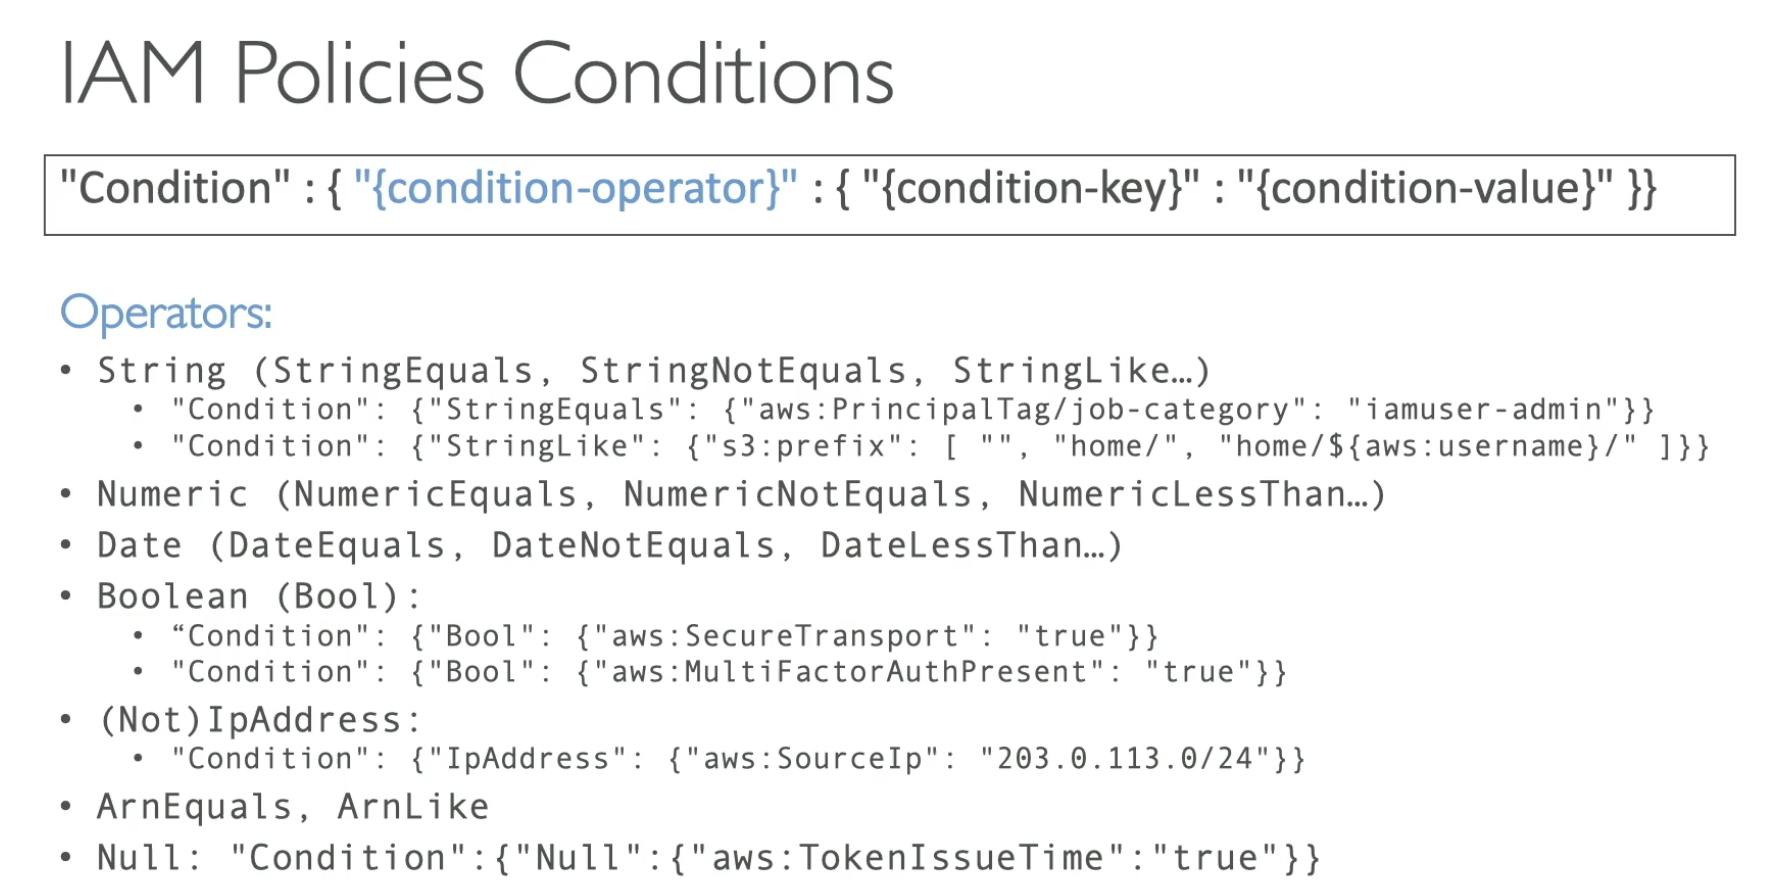 IAM Policies Conditions
"Condition" : { "{condition-operator}" : { "{condition-key}" : "{condition-value}" }}
Operators:
• String (StringEquals, StringNotEquals, StringLike…)
• "Condition": {"StringEquals": {"aws:PrincipalTag/job-category": "iamuser-admin"}}
• "Condition": {"StringLike": {"s3:prefix": [ "", "home/", "home/${aws:username}/" ]}}
• Numeric (NumericEquals, NumericNotEquals, NumericLessThan…)
• Date (DateEquals, DateNotEquals, DateLessThan…)
• Boolean (Bool):
• “Condition": {"Bool": {"aws:SecureTransport": "true"}}
• "Condition": {"Bool": {"aws:MultiFactorAuthPresent": "true"}}
• (Not)IpAddress:
• "Condition": {"IpAddress": {"aws:SourceIp": "203.0.113.0/24"}}
• ArnEquals, ArnLike
• Null: "Condition":{"Null":{"aws:TokenIssueTime":"true"}}